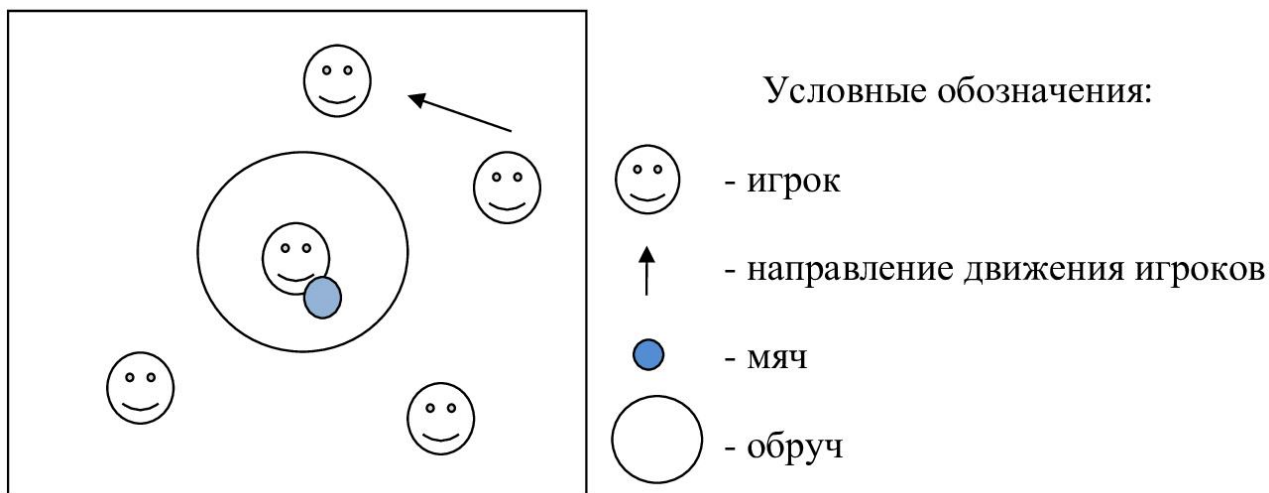 Условные обозначения:
- игрок
- направление движения игроков
- мяч
- обруч